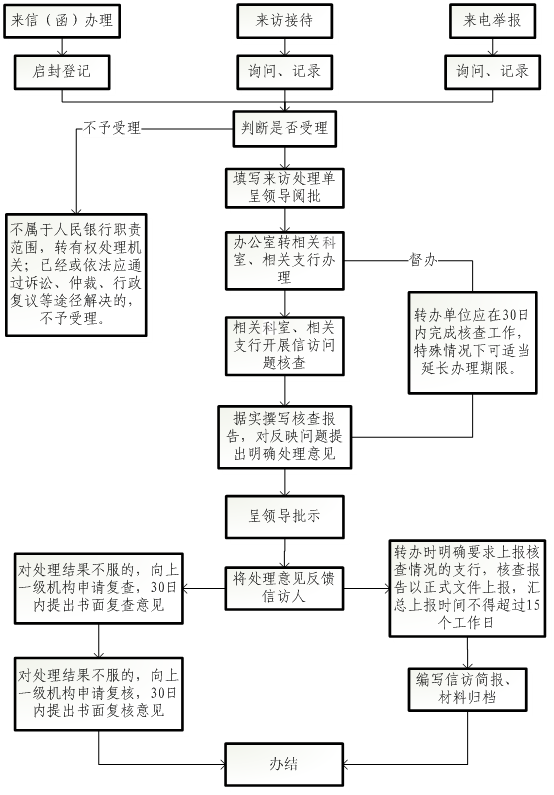 来信（函）办理
来访接待
来电举报
启封登记
询问、记录
询问、记录
不予受理
判断是否受理
填写来访处理单
呈领导阅批
不属于人民银行职责
范围，转有权处理机
关；已经或依法应通
过诉讼、仲裁、行政
复议等途径解决的，
不予受理。
办公室转相关科
室、相关支行办
理
督办
转办单位应在30日
内完成核查工作，
特殊情况下可适当
延长办理期限。
相关科室、相关
支行开展信访问
题核查
据实撰写核查报
告，对反映问题提
出明确处理意见
呈领导批示
对处理结果不服的，向上
一级机构申请复查，30日
内提出书面复查意见
将处理意见反馈
信访人
转办时明确要求上报核
查情况的支行，核查报
告以正式文件上报，汇
总上报时间不得超过15
个工作日
对处理结果不服的，向上
一级机构申请复核，30日
内提出书面复核意见
编写信访简报、
材料归档
办结